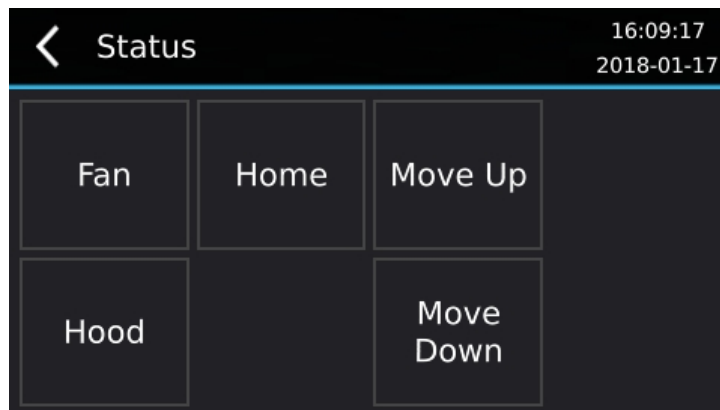 Status
16:09:17
2018-01-17
Fan
Home
Move Up
Hood
Move
Down